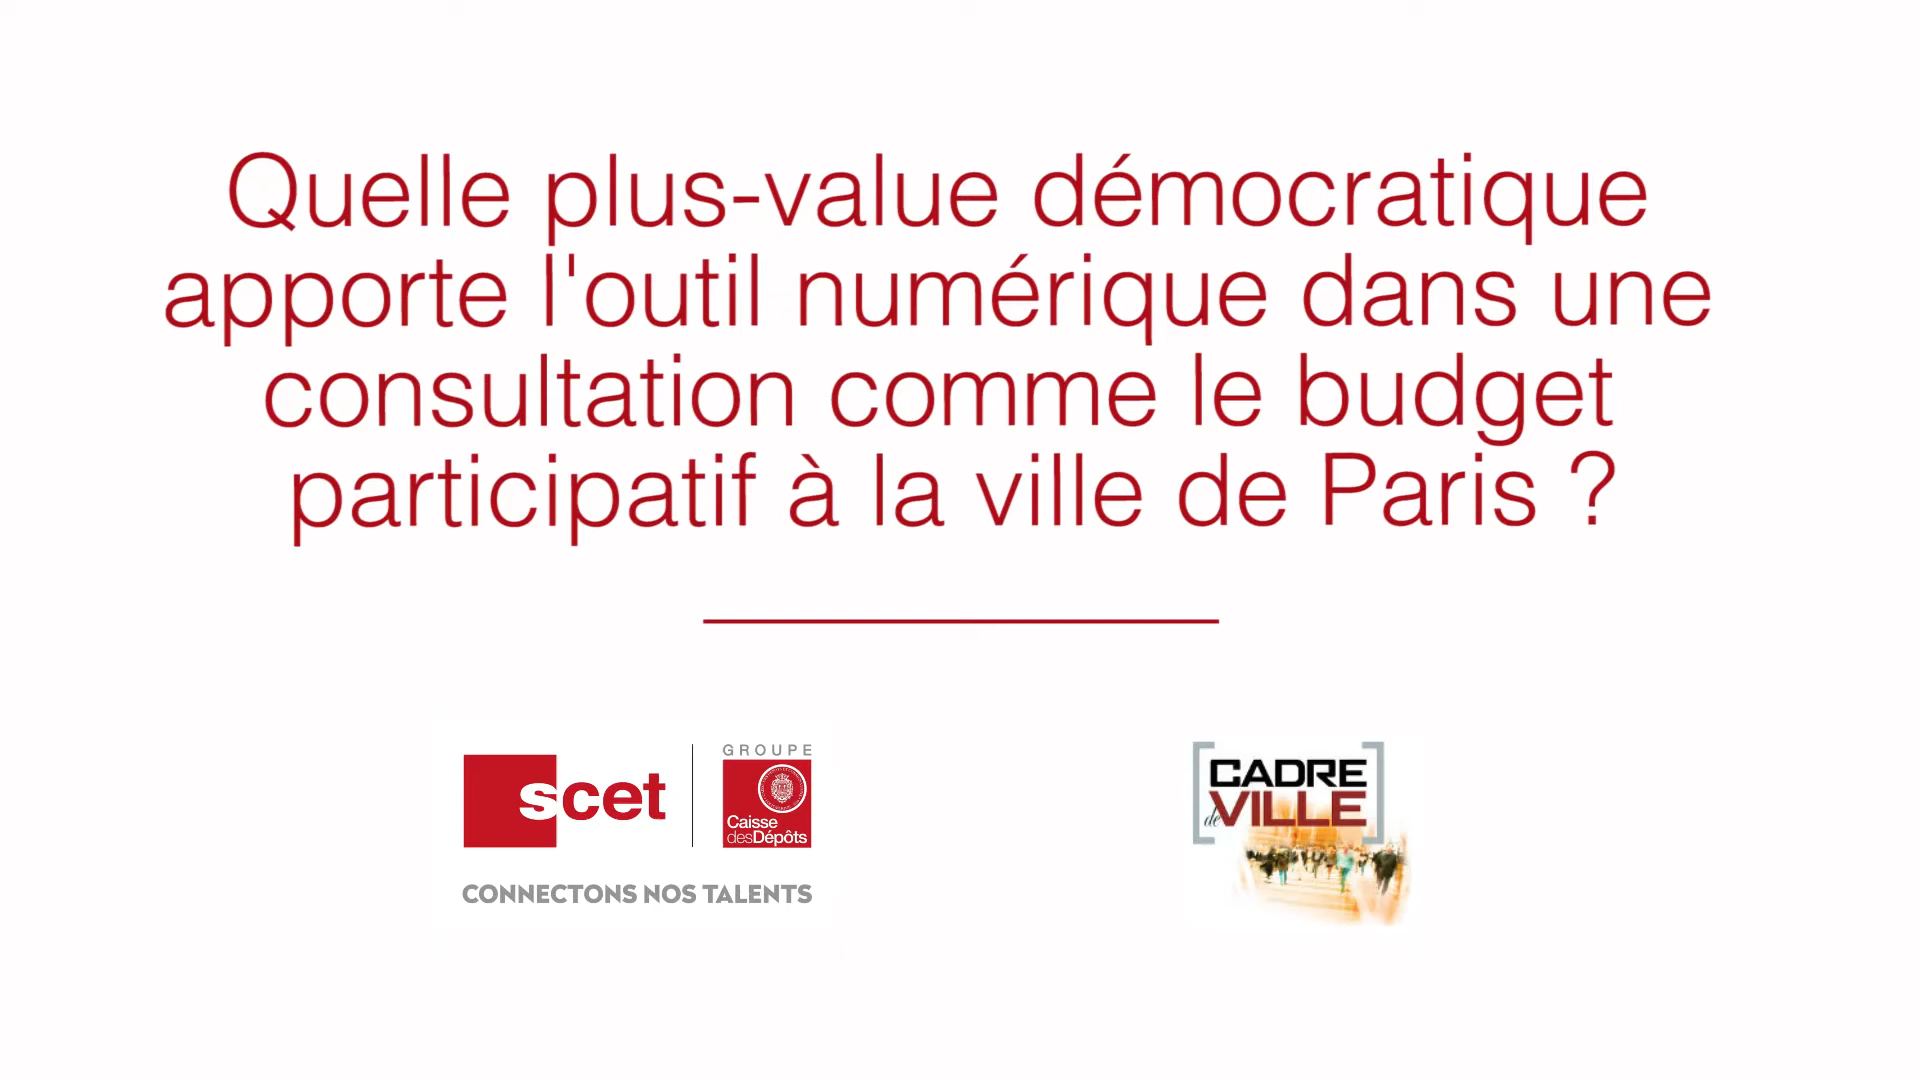 Quelle plus-value démocratique
apporte l'outil numérique dans une
consultation comme le budget
participatif à la ville de Paris ?
scet
GROUPE
Caisse
desDépôts
CONNECTONS NOS TALENTS
CADRE
de VILLE